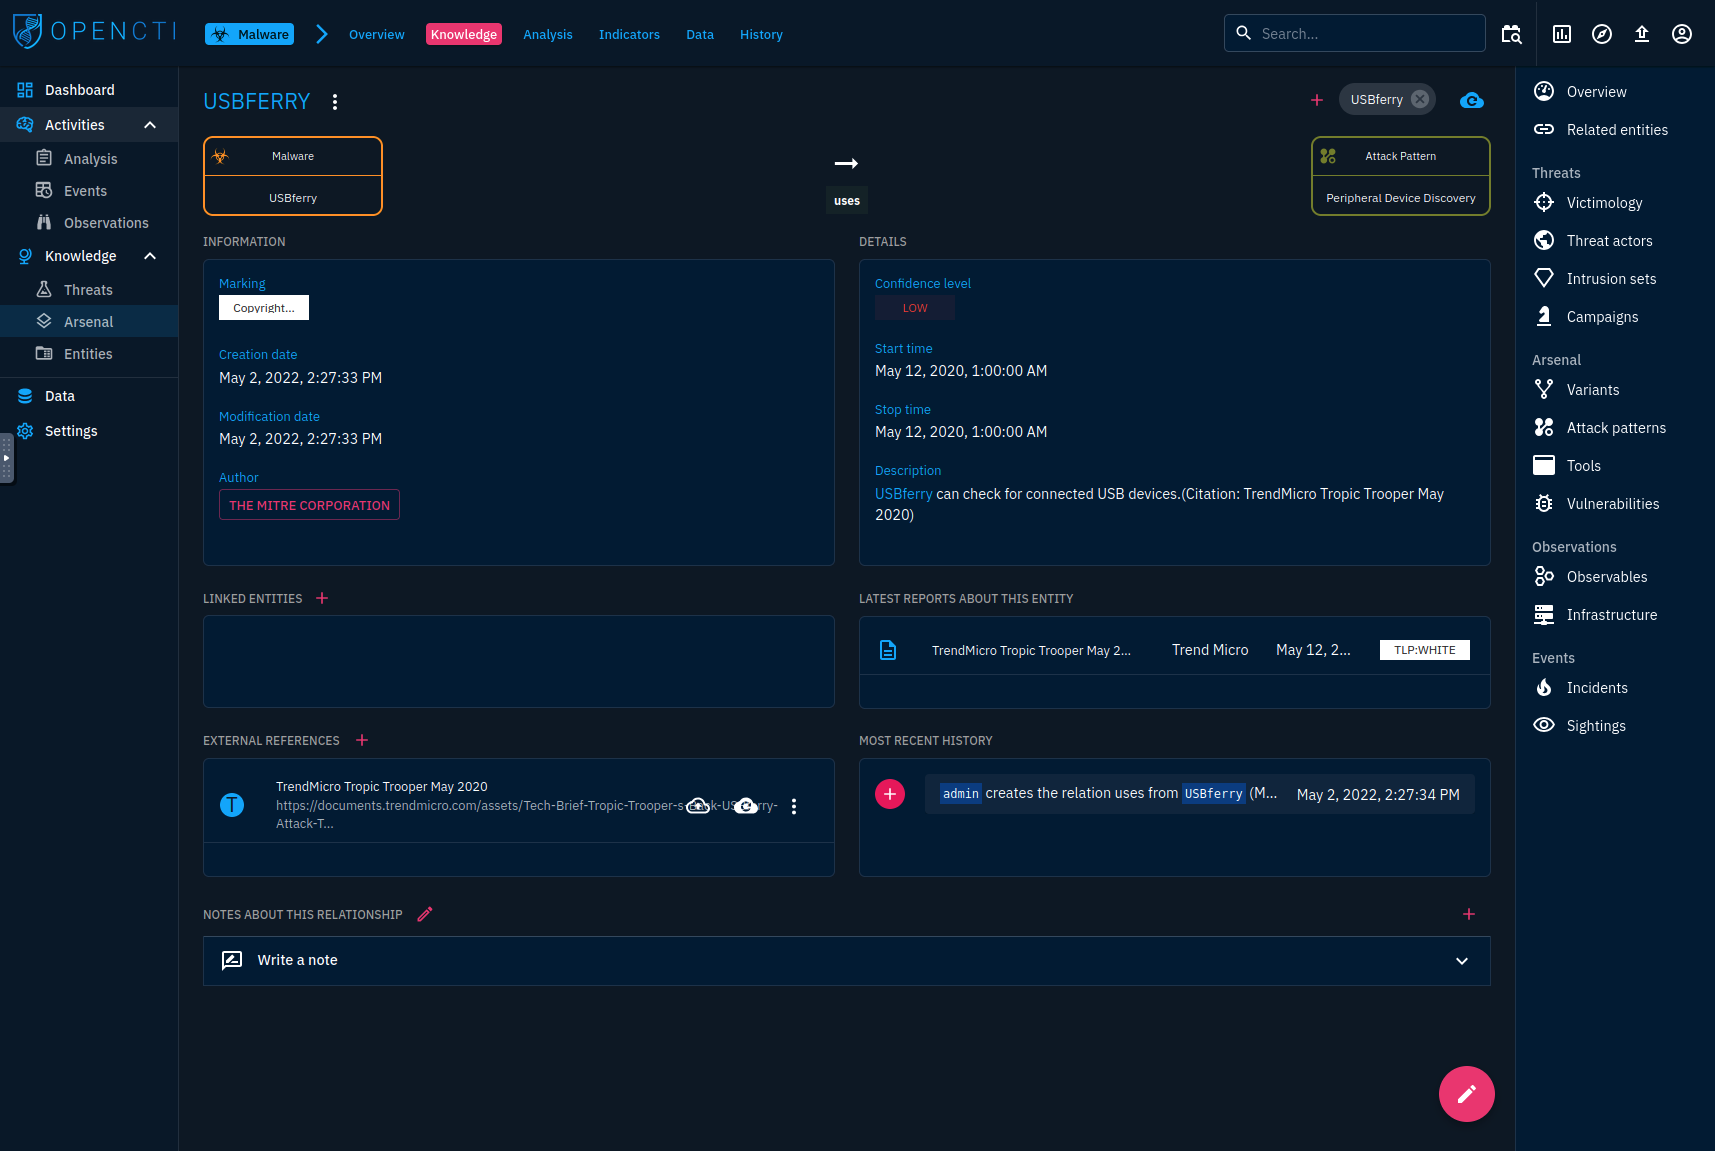 OPENCTI
Malware
Overview
Knowledge
Analysis
Indicators
Data
History
Search...
Dashboard
Activities
Analysis
Events
Observations
Knowledge
Threats
Arsenal
Entities
Data
Settings
USBFERRY
USBferry
Malware
USBferry
uses
Attack Pattern
Peripheral Device Discovery
INFORMATION
Marking
Copyright...
Creation date
May 2, 2022, 2:27:33 PM
Modification date
May 2, 2022, 2:27:33 PM
Author
THE MITRE CORPORATION
DETAILS
Confidence level
LOW
Start time
May 12, 2020, 1:00:00 AM
Stop time
May 12, 2020, 1:00:00 AM
Description
USBferry can check for connected USB devices.(Citation: TrendMicro Tropic Trooper May
2020)
LINKED ENTITIES
LATEST REPORTS ABOUT THIS ENTITY
TrendMicro Tropic Trooper May 2... Trend Micro May 12, 2... TLP:WHITE
EXTERNAL REFERENCES
T
TrendMicro Tropic Trooper May 2020
https://documents.trendmicro.com/assets/Tech-Brief-Tropic-Trooper-s-Back-USBferry-
Attack-T...
MOST RECENT HISTORY
admin creates the relation uses from USBferry (M... May 2, 2022, 2:27:34 PM
NOTES ABOUT THIS RELATIONSHIP
Write a note
Overview
Related entities
Threats
Victimology
Threat actors
Intrusion sets
Campaigns
Arsenal
Variants
Attack patterns
Tools
Vulnerabilities
Observations
Observables
Infrastructure
Events
Incidents
Sightings